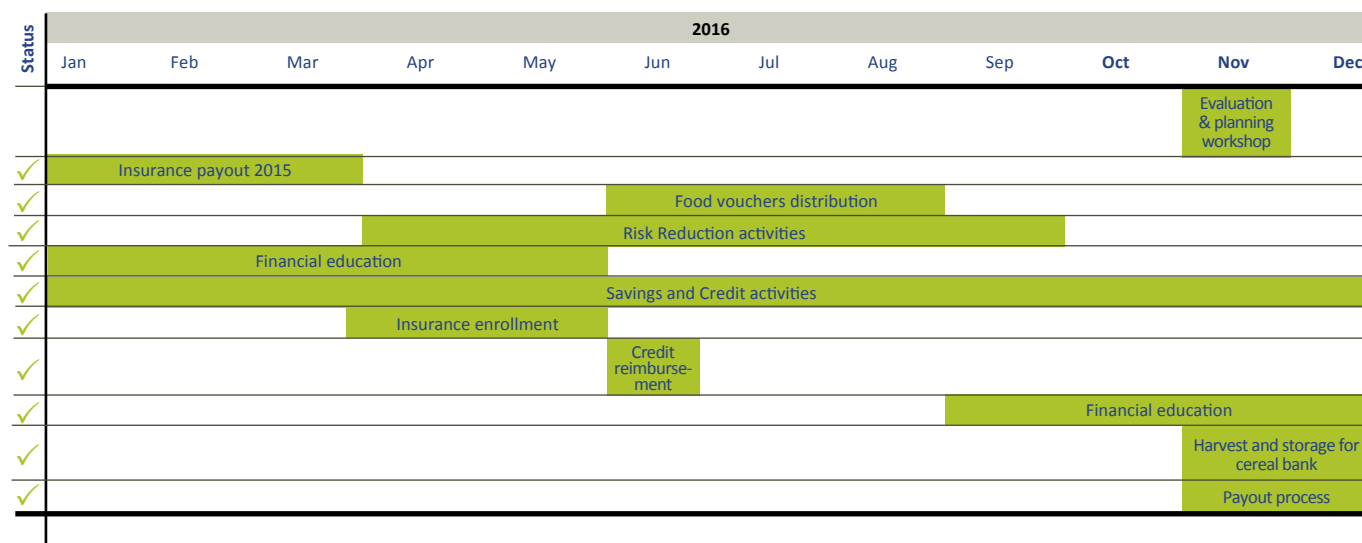 Status
2016
Jan Feb Mar Apr May Jun Jul Aug Sep Oct Nov Dec
Evaluation
& planning
workshop
Insurance payout 2015
Food vouchers distribution
Risk Reduction activities
Financial education
Savings and Credit activities
Insurance enrollment
Credit
reimburse-
ment
Financial education
Harvest and storage for
cereal bank
Payout process